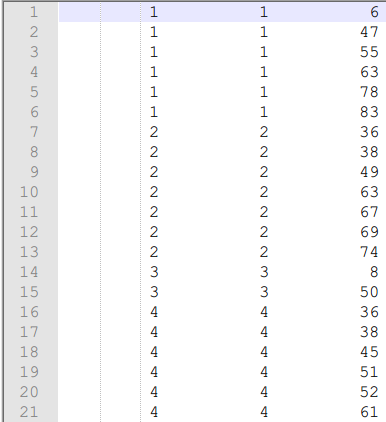 1 1 1 6
2 1 1 47
3 1 1 55
4 1 1 63
5 1 1 78
6 1 1 83
7 2 2 36
8 2 2 38
9 2 2 49
10 2 2 63
11 2 2 67
12 2 2 69
13 2 2 74
14 3 3 8
15 3 3 50
16 4 4 36
17 4 4 38
18 4 4 45
19 4 4 51
20 4 4 52
21 4 4 61